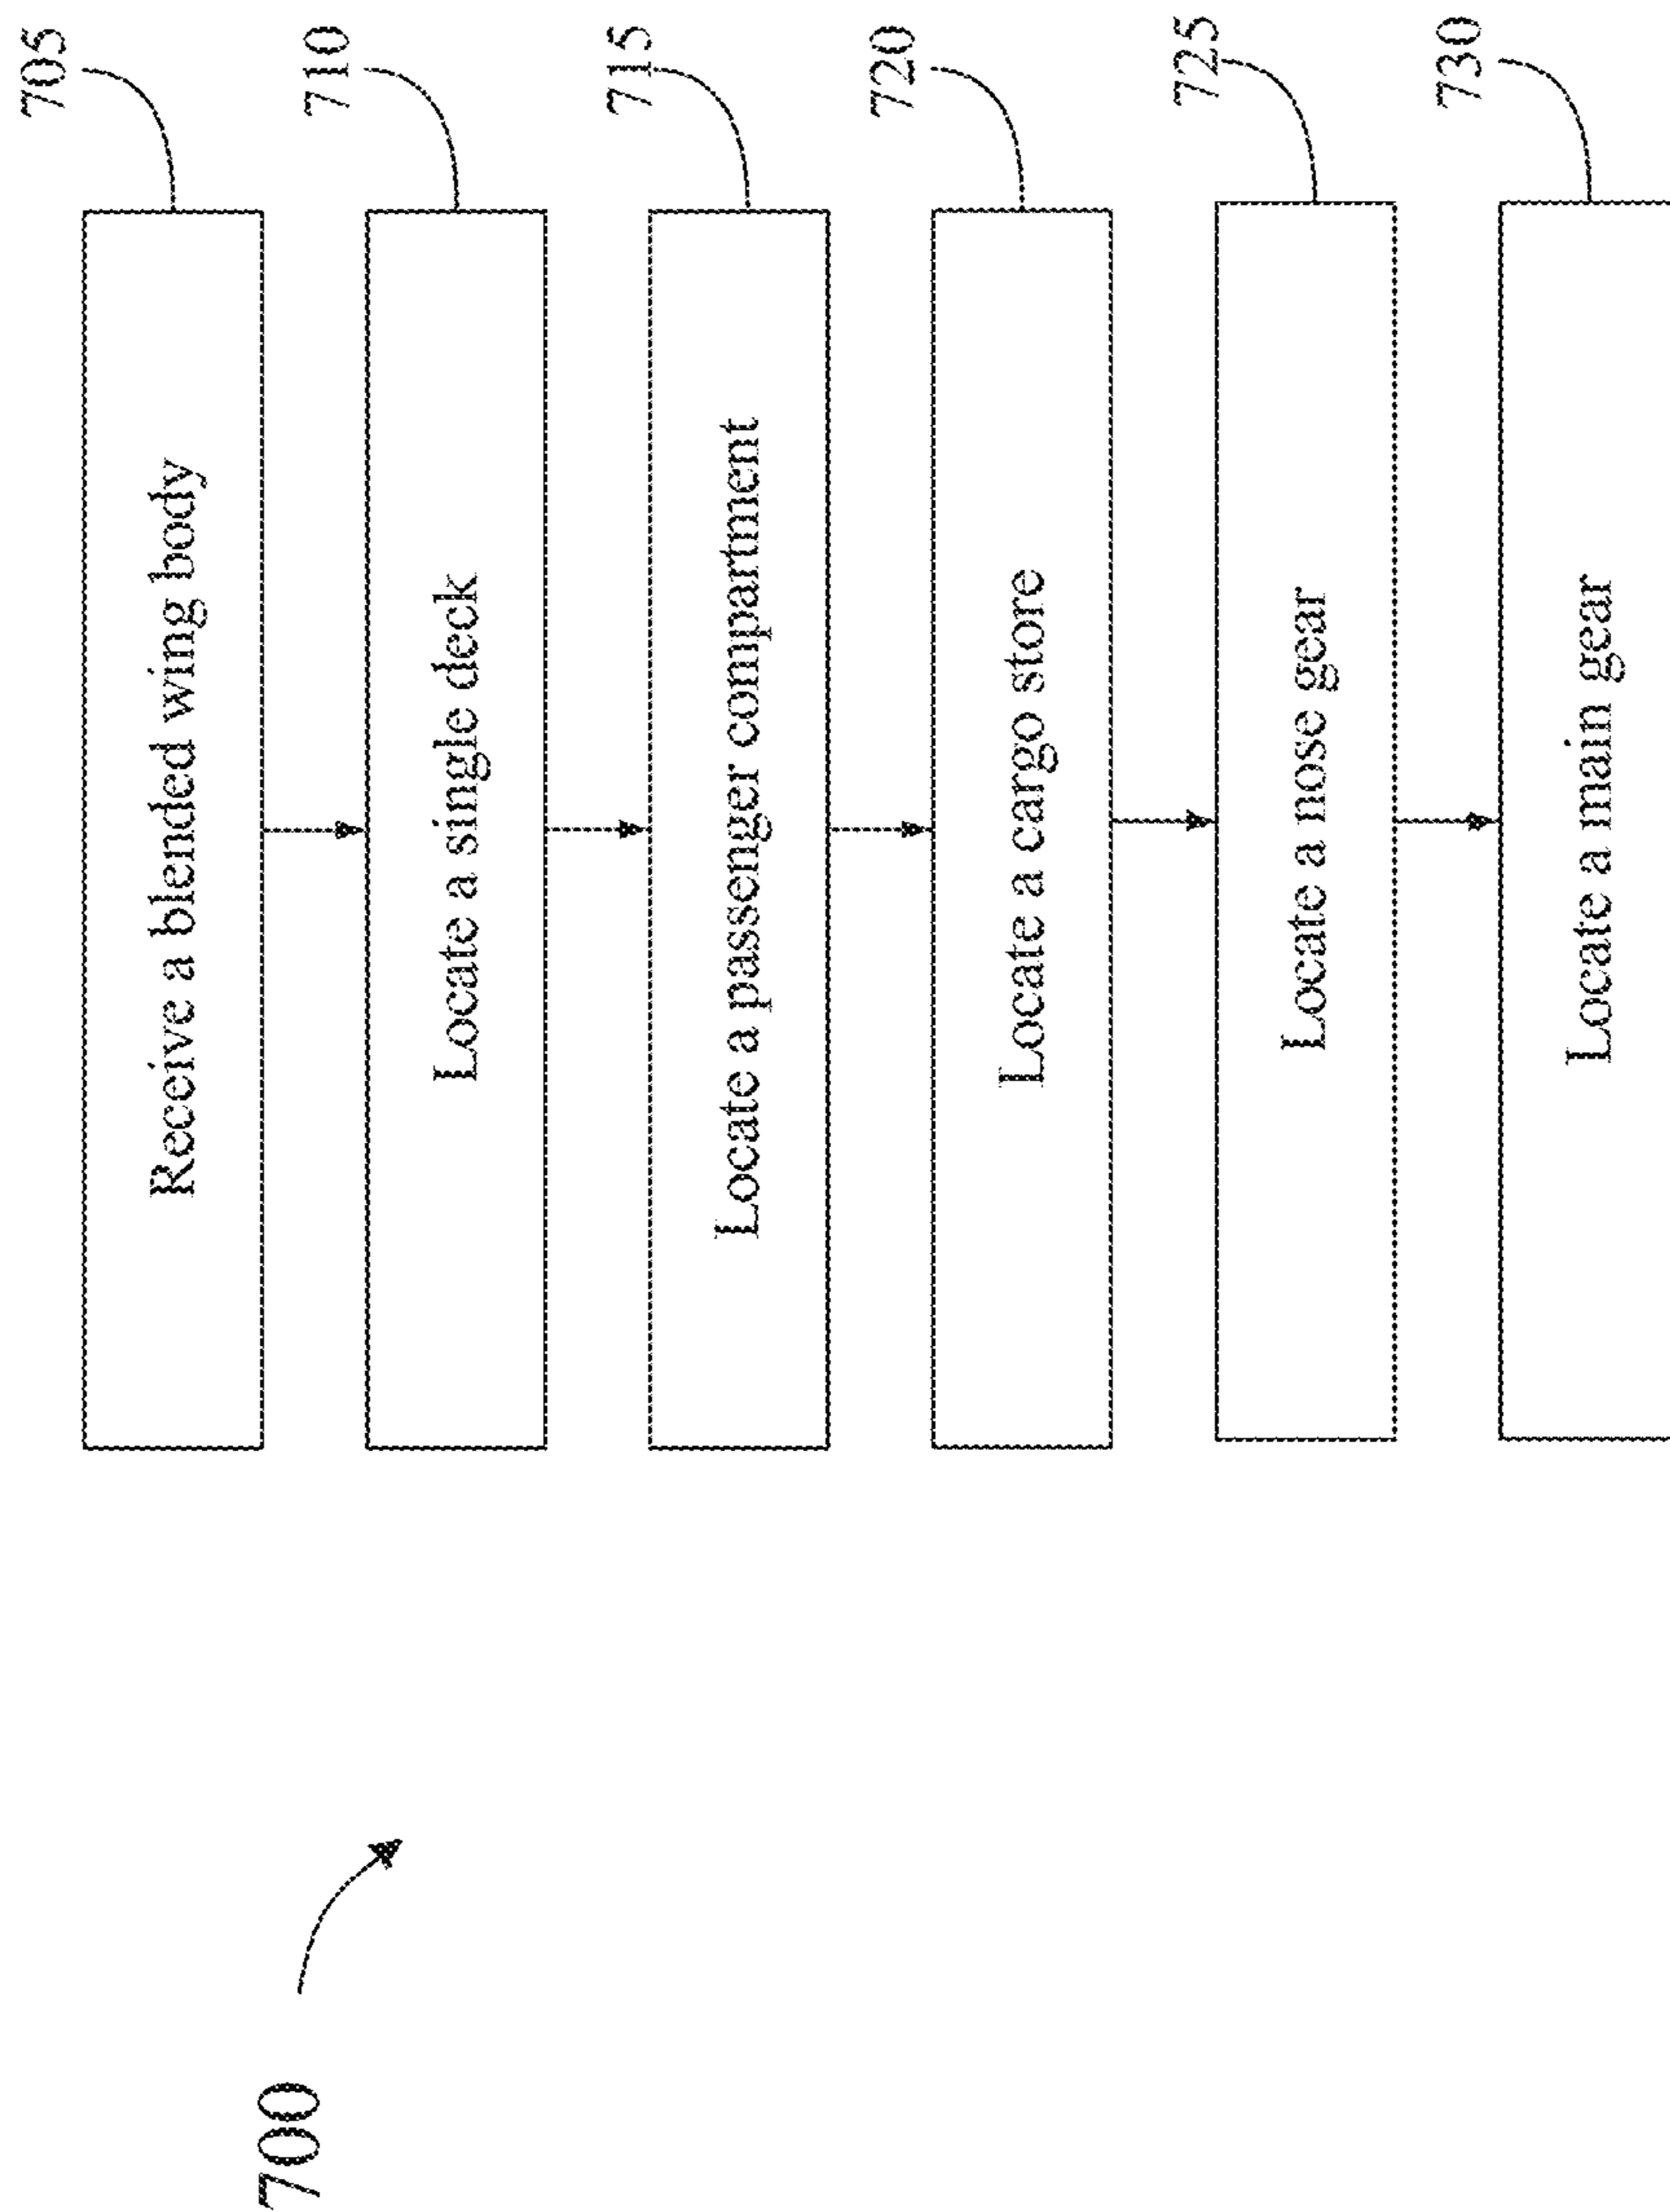 700
705
Receive a blended wing body
710
Locate a single deck
715
Locate a passenger compartment
720
Locate a cargo store
725
Locate a nose gear
730
Locate a main gear